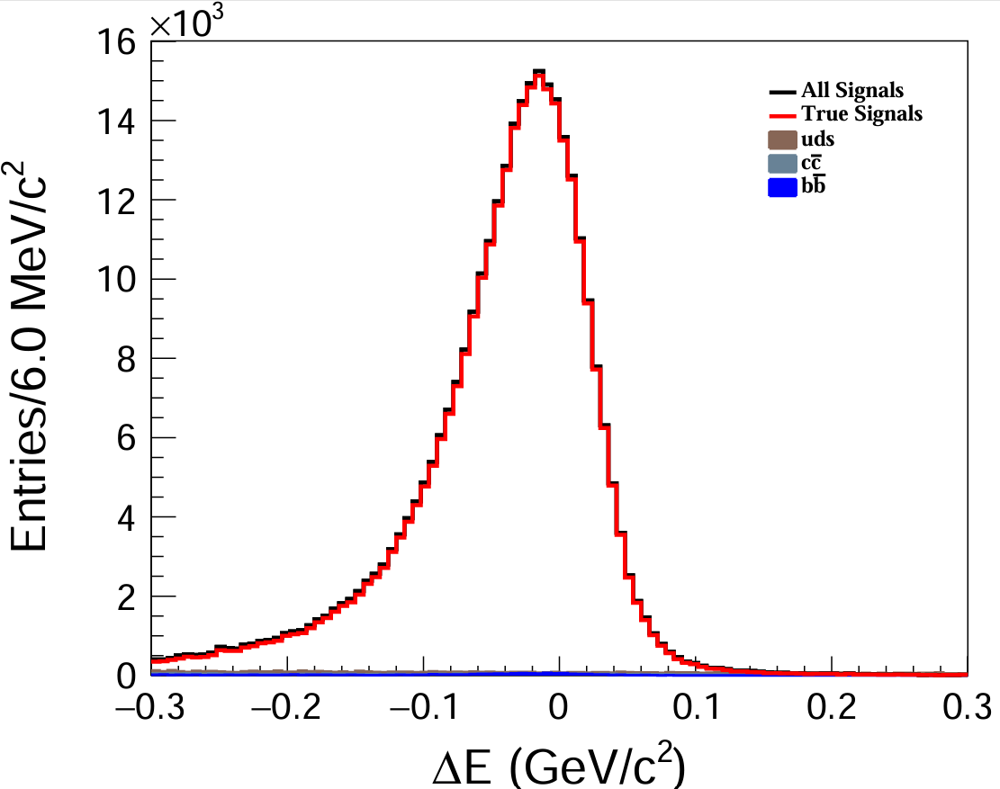 ×10³
16
14
12
10
8
6
4
2
0
Entries/6.0 MeV/c²
All Signals
True Signals
uds
cc̅
bb̅
−0.3 −0.2 −0.1 0 0.1 0.2 0.3
ΔE (GeV/c²)